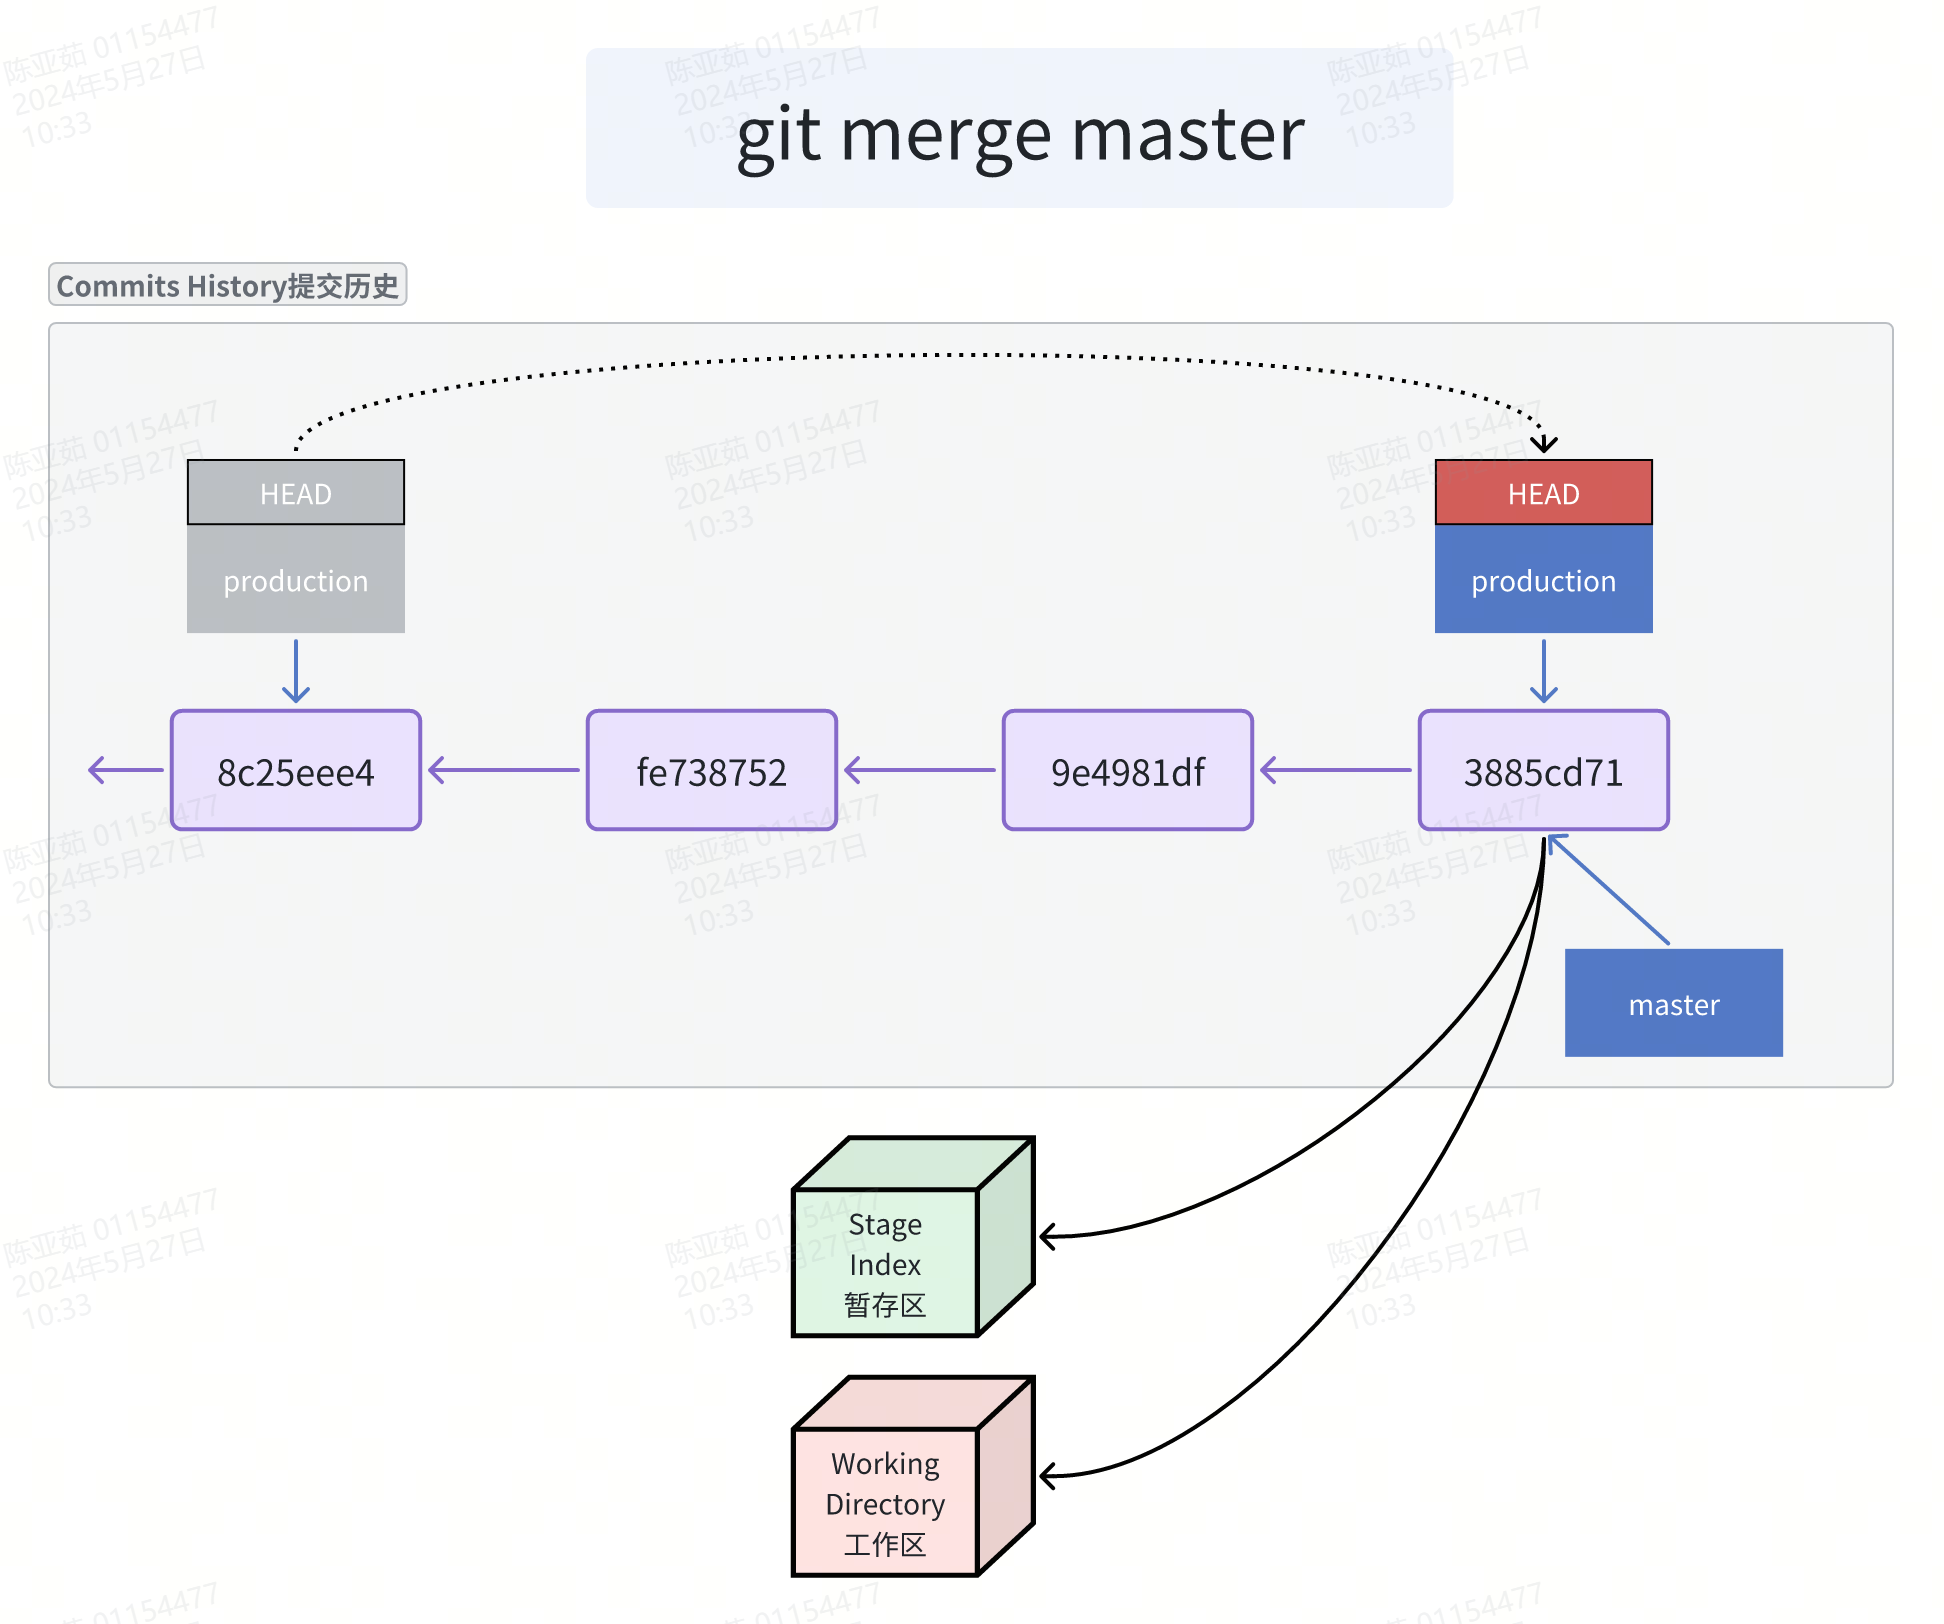 git merge master
Commits History提交历史
HEAD
HEAD
production
production
8c25eee4
fe738752
9e4981df
3885cd71
master
Stage
Index
暂存区
Working
Directory
工作区
陈亚茹 01154477
2024年5月27日
10:33